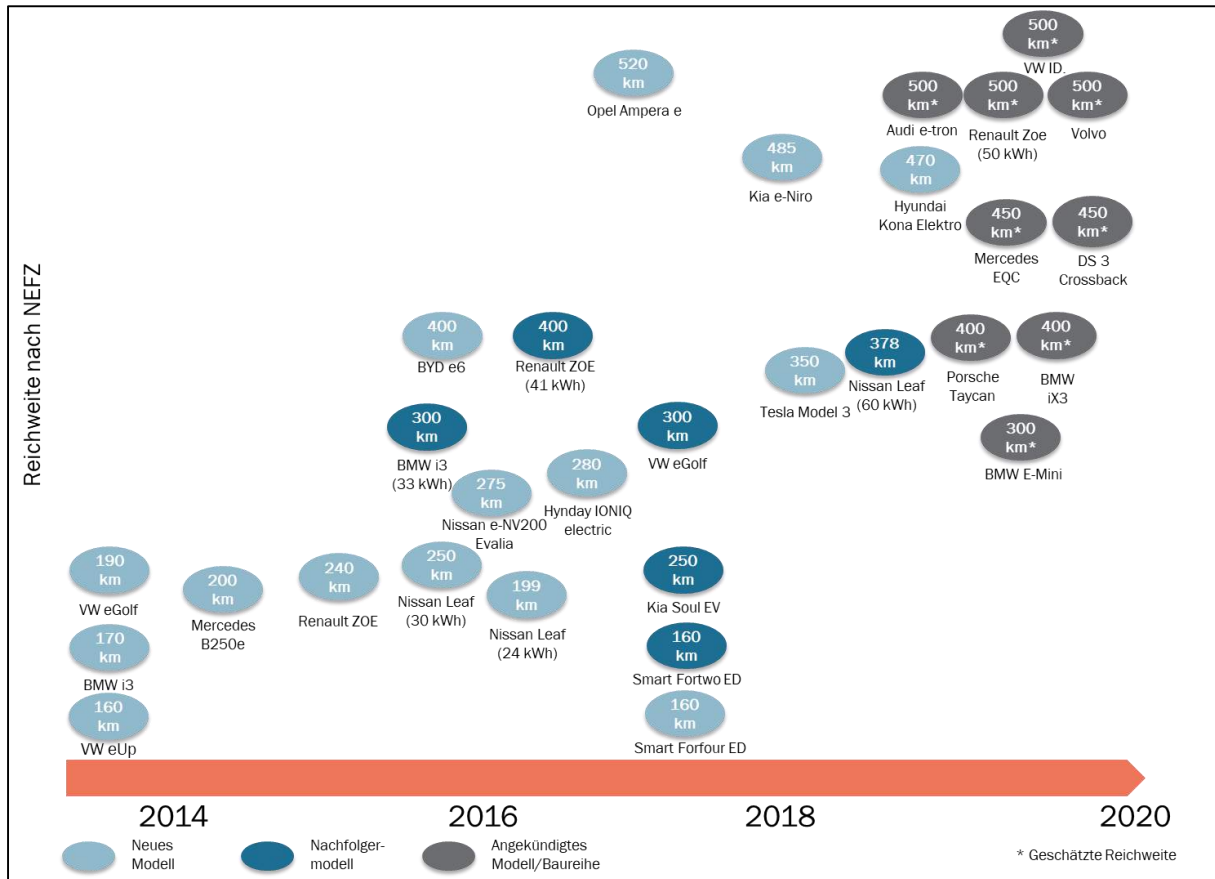 Reichweite nach NEFZ
500
km*
VW ID.
520
km
Opel Ampera e
500
km*
Audi e-tron
500
km*
Renault Zoe
(50 kWh)
500
km*
Volvo
485
km
Kia e-Niro
470
km
Hyundai
Kona Elektro
450
km*
Mercedes
EQC
450
km*
DS 3
Crossback
400
km
BYD e6
400
km
Renault ZOE
(41 kWh)
350
km
Tesla Model 3
378
km
Nissan Leaf
(60 kWh)
400
km*
Porsche
Taycan
400
km*
BMW
iX3
300
km
BMW i3
(33 kWh)
300
km
VW eGolf
300
km*
BMW E-Mini
275
km
Nissan e-NV200
Evalia
280
km
Hynday IONIQ
electric
190
km
VW eGolf
200
km
Mercedes
B250e
240
km
Renault ZOE
250
km
Nissan Leaf
(30 kWh)
199
km
Nissan Leaf
(24 kWh)
250
km
Kia Soul EV
170
km
BMW i3
160
km
Smart Fortwo ED
160
km
VW eUp
160
km
Smart Forfour ED
2014
2016
2018
2020
Neues
Modell
Nachfolger-
modell
Angekündigtes
Modell/Baureihe
* Geschätzte Reichweite